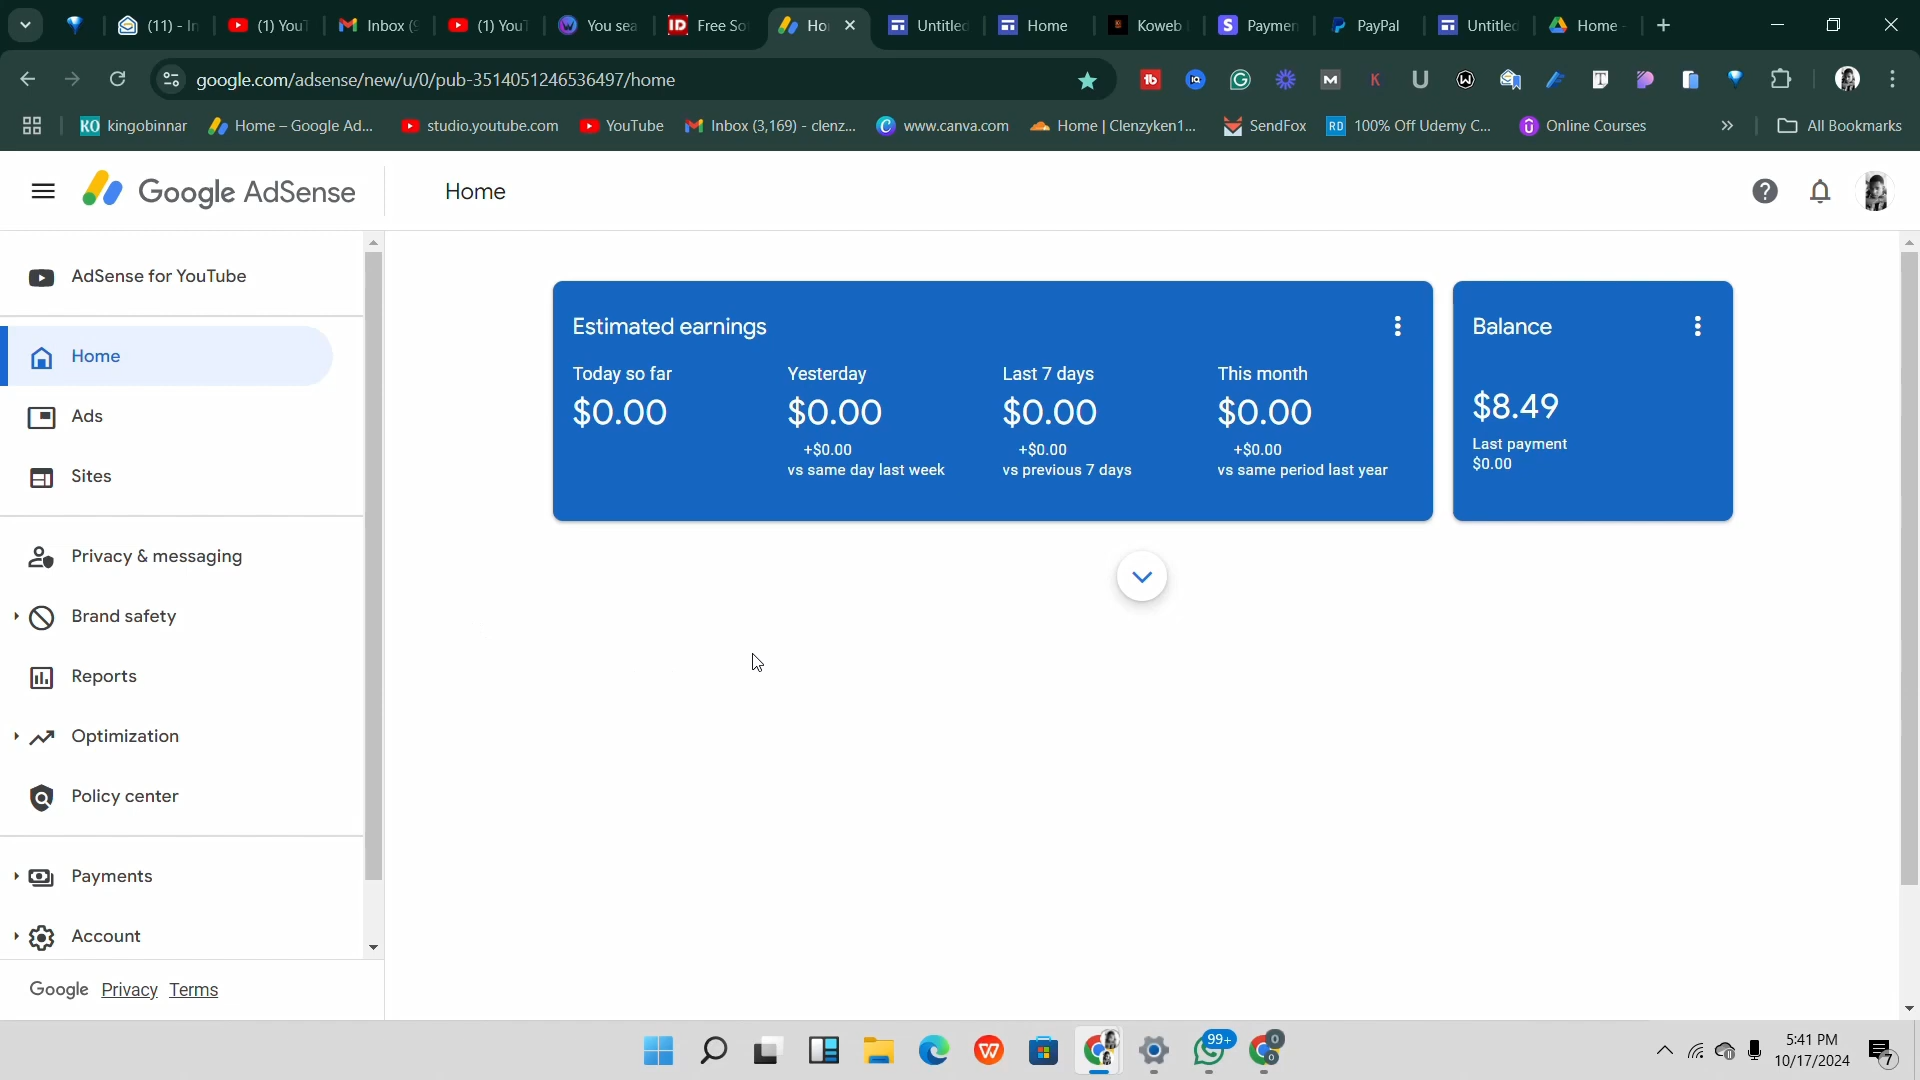 (11) - In
(1) YouT
Inbox (9
(1) YouT
You sea
Free So
Ho
Untitled
Home
Koweb
Paymen
PayPal
Untitled
Home -
google.com/adsense/new/u/0/pub-3514051246536497/home
kingobinnar
Home – Google Ad...
studio.youtube.com
YouTube
Inbox (3,169) - clenz...
www.canva.com
Home | Clenzyken1...
SendFox
100% Off Udemy C...
Online Courses
All Bookmarks
Google AdSense
Home
AdSense for YouTube
Home
Ads
Sites
Privacy & messaging
Brand safety
Reports
Optimization
Policy center
Payments
Account
Google Privacy Terms
Estimated earnings
Today so far
$0.00
Yesterday
$0.00
+$0.00
vs same day last week
Last 7 days
$0.00
+$0.00
vs previous 7 days
This month
$0.00
+$0.00
vs same period last year
Balance
$8.49
Last payment
$0.00
99+
5:41 PM
10/17/2024
7